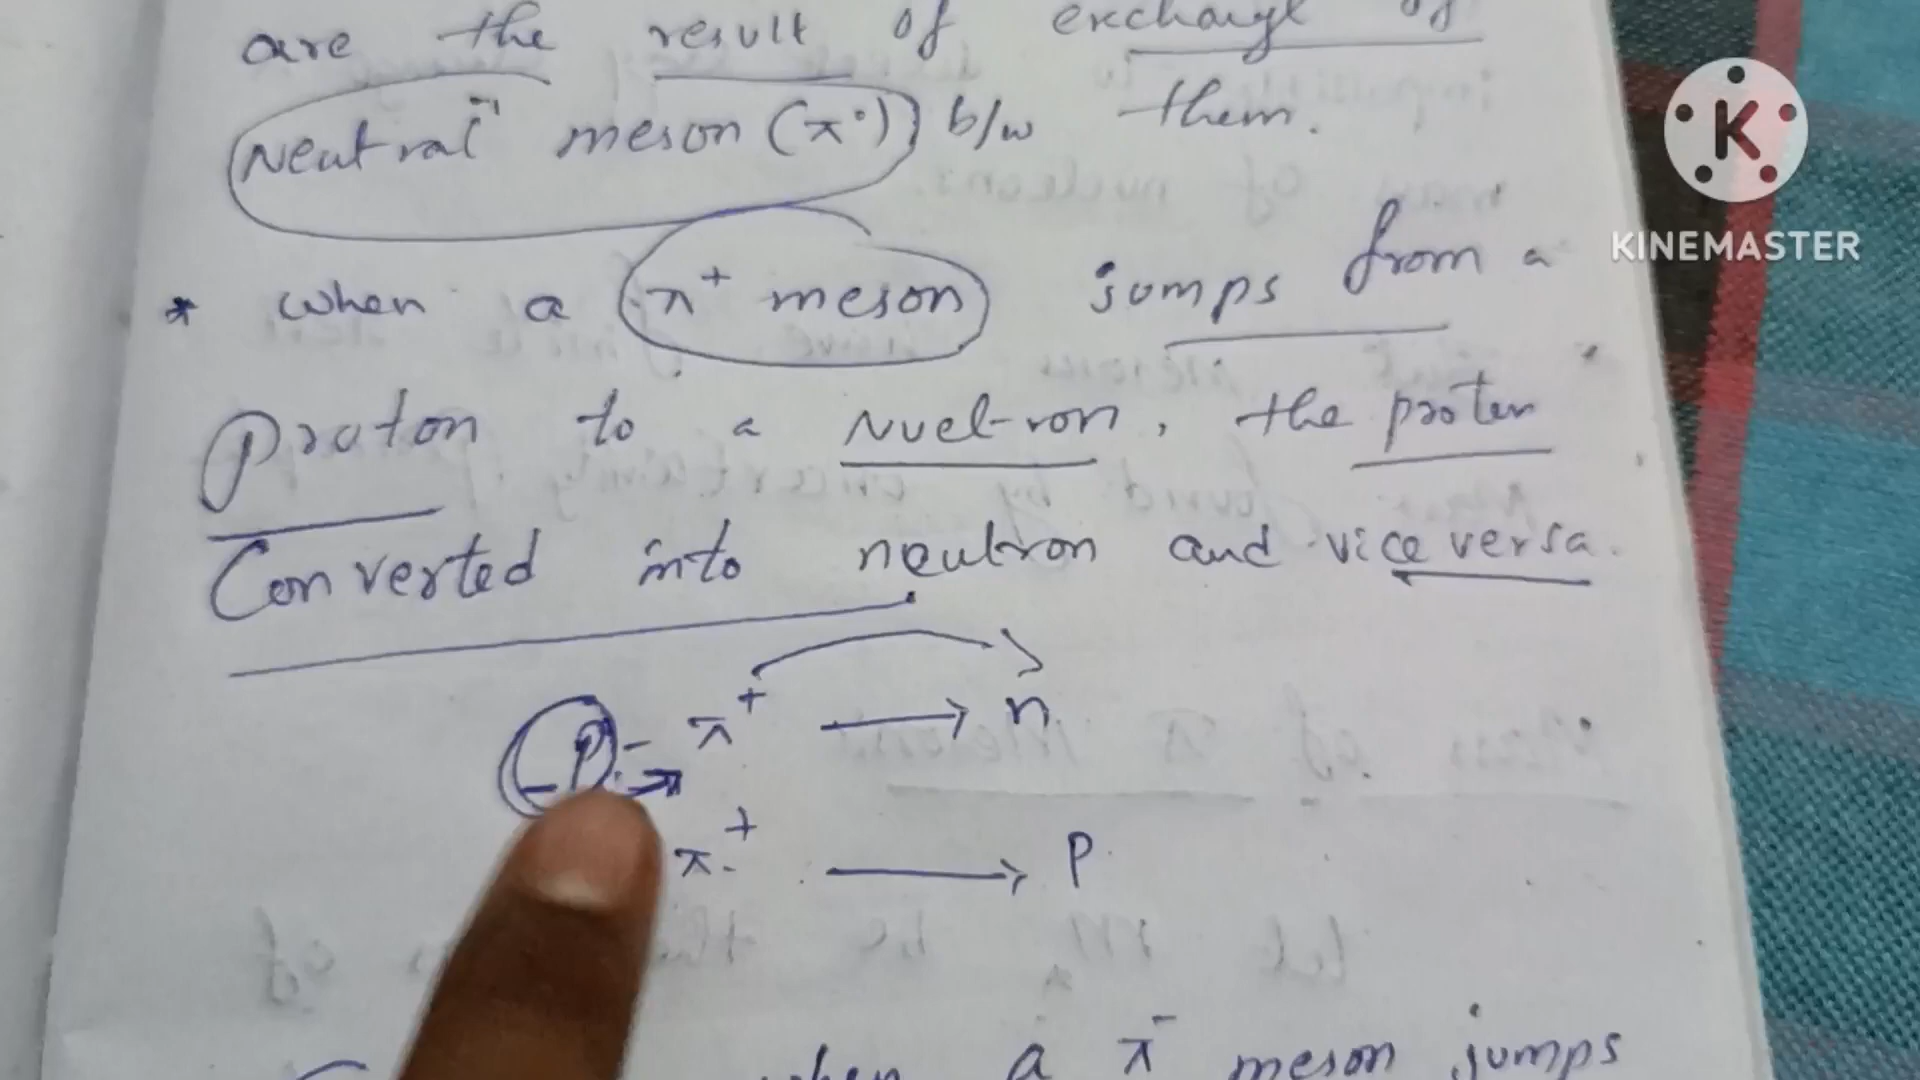 are the result of exchange of
Neutral meson (π°) b/w them.
* when a π⁺ meson jumps from a
Proton to a Nuetron, the proton
Converted into neutron and vice versa.
P - π⁺ → n
π⁺ → P
when a π⁻ meson jumps
K
KINEMASTER